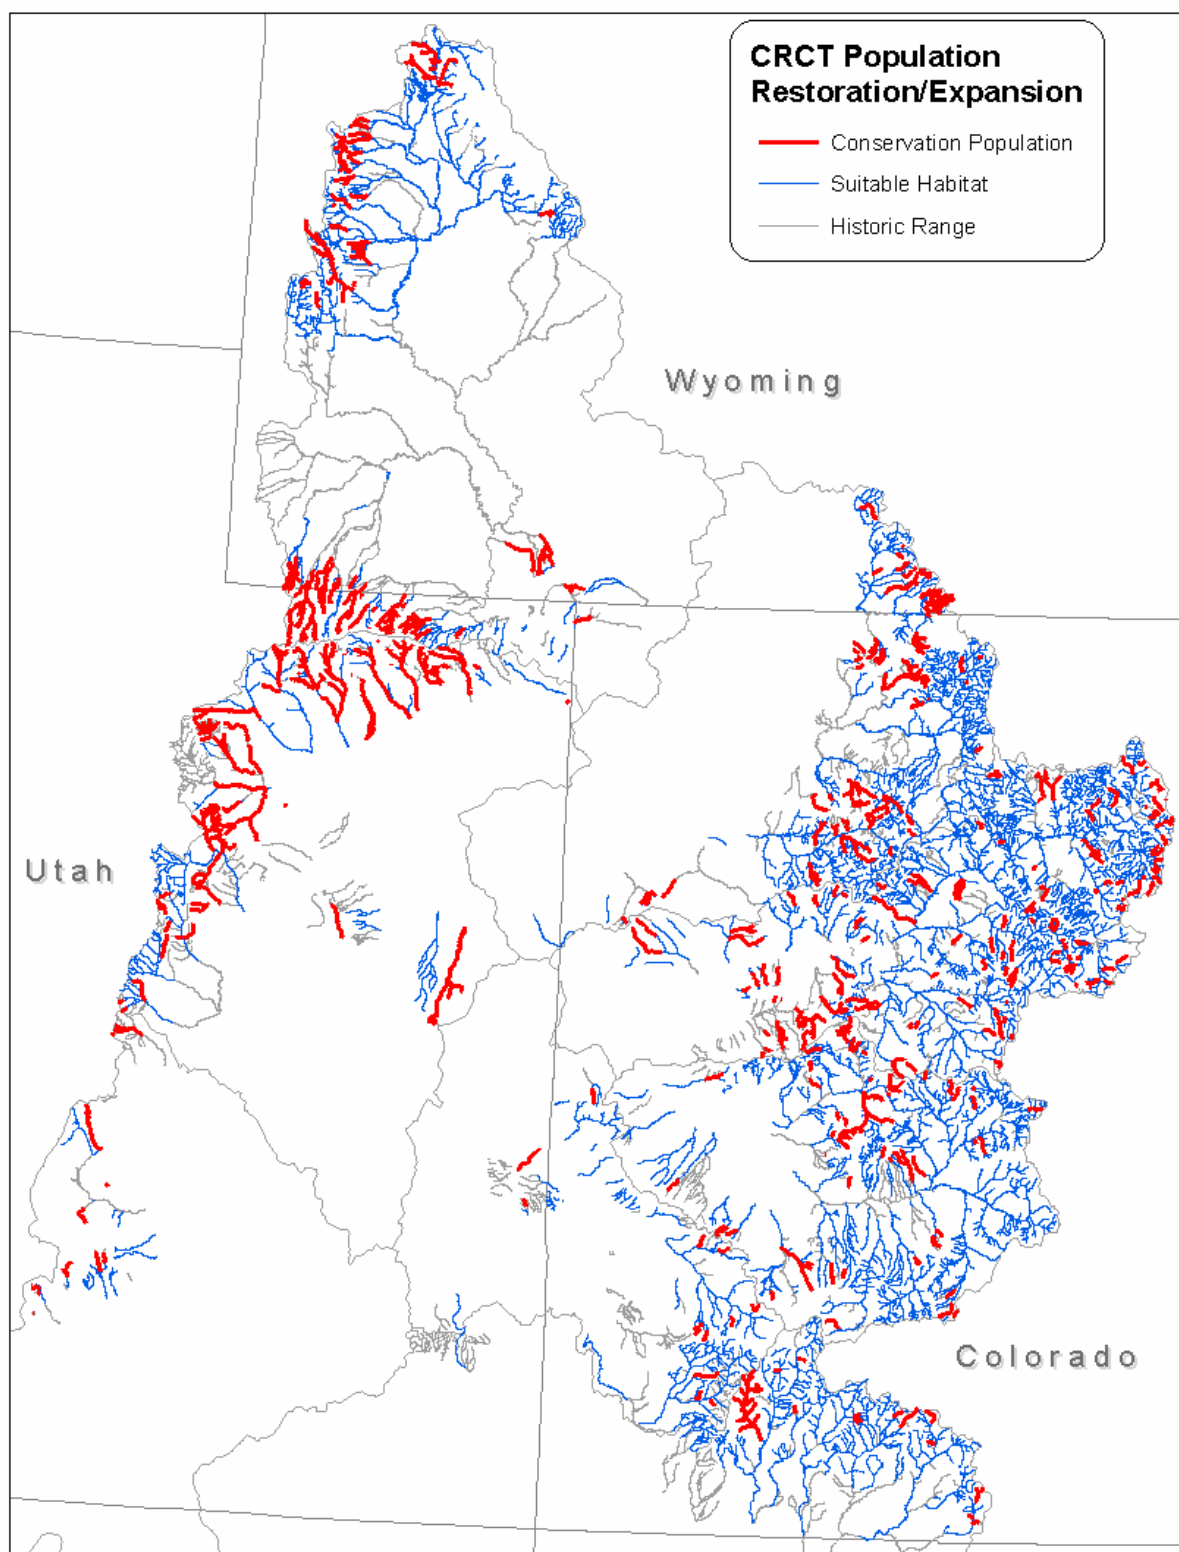 CRCT Population
Restoration/Expansion
Conservation Population
Suitable Habitat
Historic Range
Wyoming
Utah
Colorado